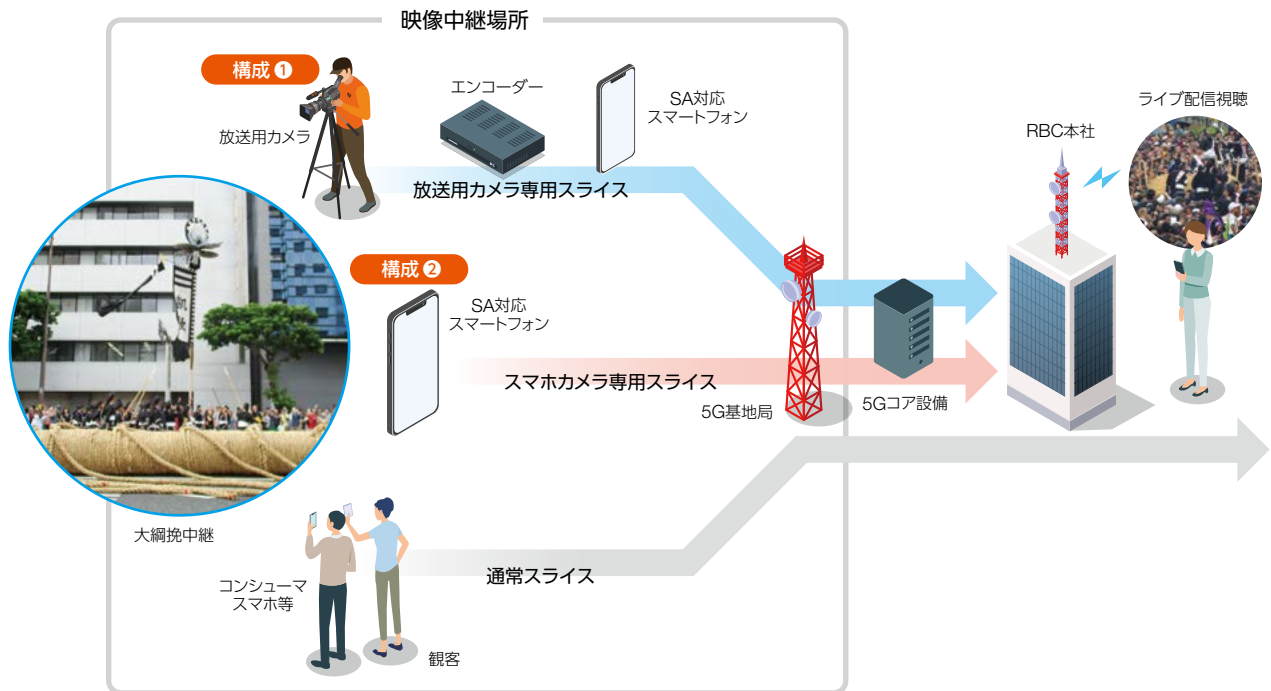 映像中継場所
構成❶
放送用カメラ
エンコーダー
SA対応
スマートフォン
放送用カメラ専用スライス
構成❷
SA対応
スマートフォン
スマホカメラ専用スライス
5G基地局
5Gコア設備
RBC本社
ライブ配信視聴
大綱挽中継
コンシューマ
スマホ等
通常スライス
観客